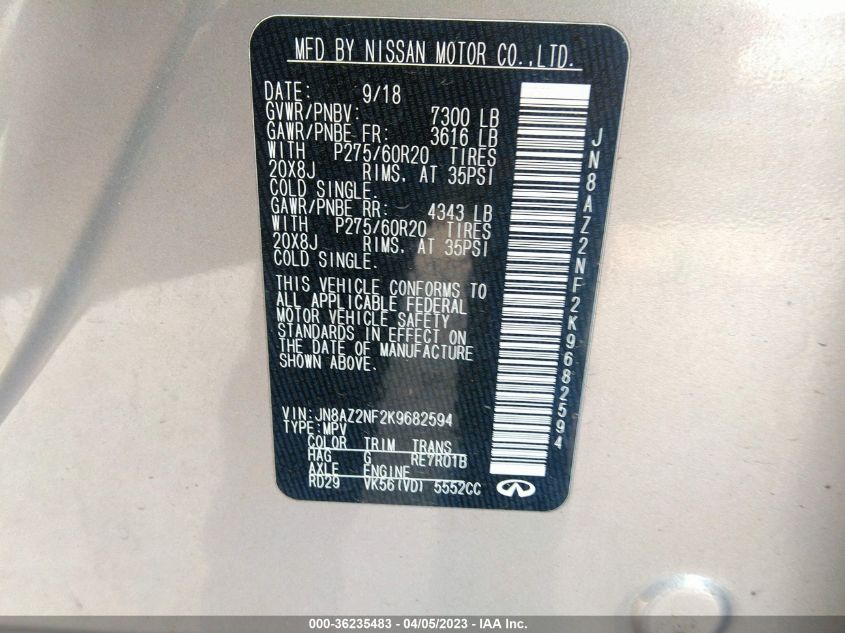 MFD BY NISSAN MOTOR CO.,LTD.
DATE: 9/18
GVWR/PNBV: 7300 LB
GAWR/PNBE FR: 3616 LB
WITH P275/60R20 TIRES
20X8J RIMS, AT 35PSI
COLD SINGLE.
GAWR/PNBE RR: 4343 LB
WITH P275/60R20 TIRES
20X8J RIMS, AT 35PSI
COLD SINGLE.
THIS VEHICLE CONFORMS TO
ALL APPLICABLE FEDERAL
MOTOR VEHICLE SAFETY
STANDARDS IN EFFECT ON
THE DATE OF MANUFACTURE
SHOWN ABOVE.
VIN:JN8AZ2NF2K9682594
TYPE:MPV
COLOR TRIM TRANS
HAG G RE7R01B
AXLE ENGINE
RD29 VK56(VD) 5552CC
JN8AZ2NF2K9682594
000-36235483 - 04/05/2023 - IAA Inc.